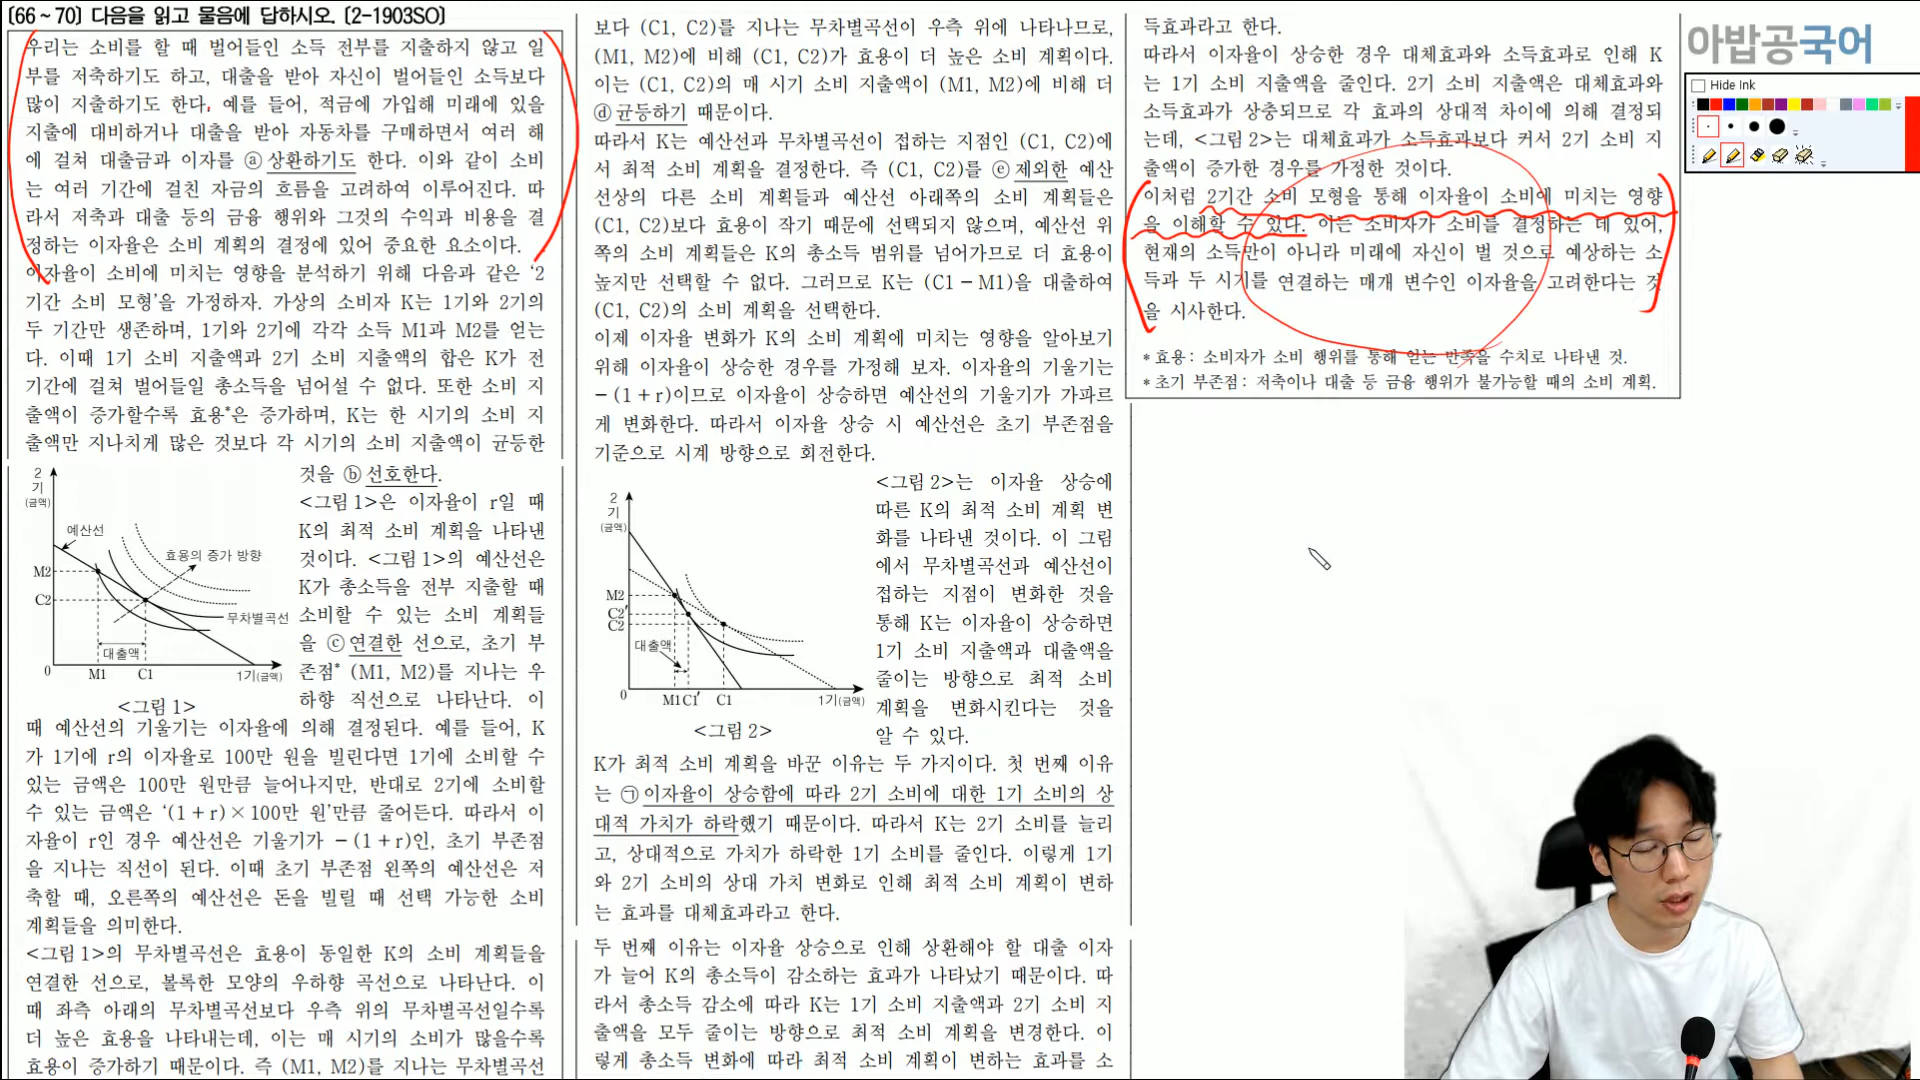 [66~70] 다음을 읽고 물음에 답하시오. [2-1903SO]
우리는 소비를 할 때 벌어들인 소득 전부를 지출하지 않고 일
부를 저축하기도 하고, 대출을 받아 자신이 벌어들인 소득보다
많이 지출하기도 한다. 예를 들어, 적금에 가입해 미래에 있을
지출에 대비하거나 대출을 받아 자동차를 구매하면서 여러 해
에 걸쳐 대출금과 이자를 ⓐ 상환하기도 한다. 이와 같이 소비
는 여러 기간에 걸친 자금의 흐름을 고려하여 이루어진다. 따
라서 저축과 대출 등의 금융 행위와 그것의 수익과 비용을 결
정하는 이자율은 소비 계획의 결정에 있어 중요한 요소이다.
이자율이 소비에 미치는 영향을 분석하기 위해 다음과 같은 ‘2
기간 소비 모형’을 가정하자. 가상의 소비자 K는 1기와 2기의
두 기간만 생존하며, 1기와 2기에 각각 소득 M1과 M2를 얻는
다. 이때 1기 소비 지출액과 2기 소비 지출액의 합은 K가 전
기간에 걸쳐 벌어들일 총소득을 넘어설 수 없다. 또한 소비 지
출액이 증가할수록 효용*은 증가하며, K는 한 시기의 소비 지
출액만 지나치게 많은 것보다 각 시기의 소비 지출액이 균등한
것을 ⓑ 선호한다.
<그림 1>은 이자율이 r일 때
K의 최적 소비 계획을 나타낸
것이다. <그림 1>의 예산선은
K가 총소득을 전부 지출할 때
소비할 수 있는 소비 계획들
을 ⓒ 연결한 선으로, 초기 부
존점* (M1, M2)를 지나는 우
하향 직선으로 나타난다. 이
2
기
(금액)
예산선
효용의 증가 방향
M2
C2
무차별곡선
대출액
0
M1
C1
1기(금액)
<그림 1>
때 예산선의 기울기는 이자율에 의해 결정된다. 예를 들어, K
가 1기에 r의 이자율로 100만 원을 빌린다면 1기에 소비할 수
있는 금액은 100만 원만큼 늘어나지만, 반대로 2기에 소비할
수 있는 금액은 ‘(1+r)×100만 원’만큼 줄어든다. 따라서 이
자율이 r인 경우 예산선은 기울기가 -(1+r)인, 초기 부존점
을 지나는 직선이 된다. 이때 초기 부존점 왼쪽의 예산선은 저
축할 때, 오른쪽의 예산선은 돈을 빌릴 때 선택 가능한 소비
계획들을 의미한다.
<그림 1>의 무차별곡선은 효용이 동일한 K의 소비 계획들을
연결한 선으로, 볼록한 모양의 우하향 곡선으로 나타난다. 이
때 좌측 아래의 무차별곡선보다 우측 위의 무차별곡선일수록
더 높은 효용을 나타내는데, 이는 매 시기의 소비가 많을수록
효용이 증가하기 때문이다. 즉 (M1, M2)를 지나는 무차별곡선
보다 (C1, C2)를 지나는 무차별곡선이 우측 위에 나타나므로,
(M1, M2)에 비해 (C1, C2)가 효용이 더 높은 소비 계획이다.
이는 (C1, C2)의 매 시기 소비 지출액이 (M1, M2)에 비해 더
ⓓ 균등하기 때문이다.
따라서 K는 예산선과 무차별곡선이 접하는 지점인 (C1, C2)에
서 최적 소비 계획을 결정한다. 즉 (C1, C2)를 ⓔ 제외한 예산
선상의 다른 소비 계획들과 예산선 아래쪽의 소비 계획들은
(C1, C2)보다 효용이 작기 때문에 선택되지 않으며, 예산선 위
쪽의 소비 계획들은 K의 총소득 범위를 넘어가므로 더 효용이
높지만 선택할 수 없다. 그러므로 K는 (C1-M1)을 대출하여
(C1, C2)의 소비 계획을 선택한다.
이제 이자율 변화가 K의 소비 계획에 미치는 영향을 알아보기
위해 이자율이 상승한 경우를 가정해 보자. 이자율의 기울기는
-(1+r)이므로 이자율이 상승하면 예산선의 기울기가 가파르
게 변화한다. 따라서 이자율 상승 시 예산선은 초기 부존점을
기준으로 시계 방향으로 회전한다.
2
기
(금액)
M2
C2'
C2
대출액
0
M1
C1'
C1
1기(금액)
<그림 2>
<그림 2>는 이자율 상승에
따른 K의 최적 소비 계획 변
화를 나타낸 것이다. 이 그림
에서 무차별곡선과 예산선이
접하는 지점이 변화한 것을
통해 K는 이자율이 상승하면
1기 소비 지출액과 대출액을
줄이는 방향으로 최적 소비
계획을 변화시킨다는 것을
알 수 있다.
K가 최적 소비 계획을 바꾼 이유는 두 가지이다. 첫 번째 이유
는 ㉠ 이자율이 상승함에 따라 2기 소비에 대한 1기 소비의 상
대적 가치가 하락했기 때문이다. 따라서 K는 2기 소비를 늘리
고, 상대적으로 가치가 하락한 1기 소비를 줄인다. 이렇게 1기
와 2기 소비의 상대 가치 변화로 인해 최적 소비 계획이 변하
는 효과를 대체효과라고 한다.
두 번째 이유는 이자율 상승으로 인해 상환해야 할 대출 이자
가 늘어 K의 총소득이 감소하는 효과가 나타났기 때문이다. 따
라서 총소득 감소에 따라 K는 1기 소비 지출액과 2기 소비 지
출액을 모두 줄이는 방향으로 최적 소비 계획을 변경한다. 이
렇게 총소득 변화에 따라 최적 소비 계획이 변하는 효과를 소
득효과라고 한다.
따라서 이자율이 상승한 경우 대체효과와 소득효과로 인해 K
는 1기 소비 지출액을 줄인다. 2기 소비 지출액은 대체효과와
소득효과가 상충되므로 각 효과의 상대적 차이에 의해 결정되
는데, <그림 2>는 대체효과가 소득효과보다 커서 2기 소비 지
출액이 증가한 경우를 가정한 것이다.
이처럼 2기간 소비 모형을 통해 이자율이 소비에 미치는 영향
을 이해할 수 있다. 이는 소비자가 소비를 결정하는 데 있어,
현재의 소득만이 아니라 미래에 자신이 벌 것으로 예상하는 소
득과 두 시기를 연결하는 매개 변수인 이자율을 고려한다는 것
을 시사한다.
* 효용: 소비자가 소비 행위를 통해 얻는 만족을 수치로 나타낸 것.
* 초기 부존점: 저축이나 대출 등 금융 행위가 불가능할 때의 소비 계획.
아밥공국어
Hide Ink